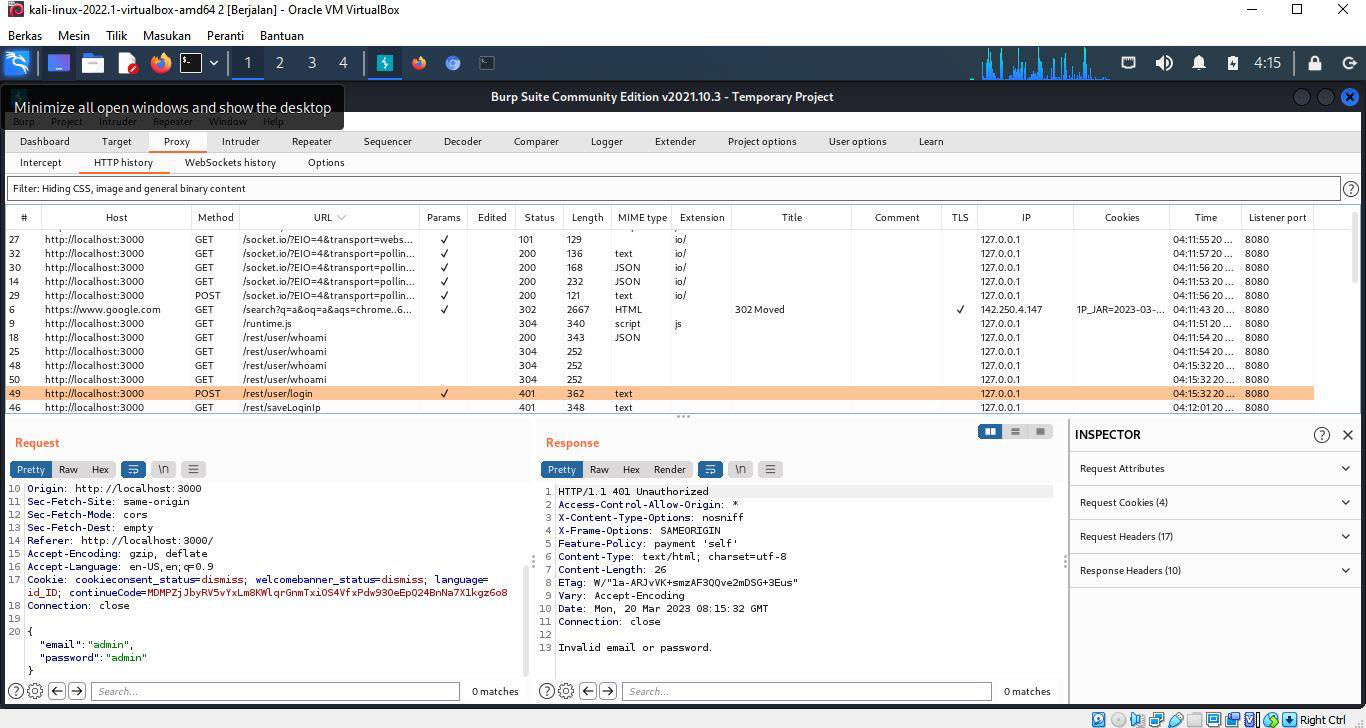 kali-linux-2022.1-virtualbox-amd64 2 [Berjalan] - Oracle VM VirtualBox
Berkas Mesin Tilik Masukan Peranti Bantuan
1 2 3 4 4:15
Minimize all open windows and show the desktop
Burp Suite Community Edition v2021.10.3 - Temporary Project
Burp Project Intruder Repeater Window Help
Dashboard Target Proxy Intruder Repeater Sequencer Decoder Comparer Logger Extender Project options User options Learn
Intercept HTTP history WebSockets history Options
Filter: Hiding CSS, image and general binary content
# Host Method URL Params Edited Status Length MIME type Extension Title Comment TLS IP Cookies Time Listener port
27 http://localhost:3000 GET /socket.io/?EIO=4&transport=webs... ✓ 101 129 io/ 127.0.0.1 04:11:55 20 ... 8080
32 http://localhost:3000 GET /socket.io/?EIO=4&transport=pollin... ✓ 200 136 text io/ 127.0.0.1 04:11:57 20 ... 8080
30 http://localhost:3000 GET /socket.io/?EIO=4&transport=pollin... ✓ 200 168 JSON io/ 127.0.0.1 04:11:56 20 ... 8080
14 http://localhost:3000 GET /socket.io/?EIO=4&transport=pollin... ✓ 200 232 JSON io/ 127.0.0.1 04:11:53 20 ... 8080
29 http://localhost:3000 POST /socket.io/?EIO=4&transport=pollin... ✓ 200 121 text io/ 127.0.0.1 04:11:56 20 ... 8080
6 https://www.google.com GET /search?q=a&oq=a&aqs=chrome..6... ✓ 302 2667 HTML 302 Moved ✓ 142.250.4.147 1P_JAR=2023-03-... 04:11:43 20 ... 8080
9 http://localhost:3000 GET /runtime.js 304 340 script js 127.0.0.1 04:11:51 20 ... 8080
18 http://localhost:3000 GET /rest/user/whoami 200 343 JSON 127.0.0.1 04:11:54 20 ... 8080
25 http://localhost:3000 GET /rest/user/whoami 304 252 127.0.0.1 04:11:54 20 ... 8080
48 http://localhost:3000 GET /rest/user/whoami 304 252 127.0.0.1 04:15:32 20 ... 8080
50 http://localhost:3000 GET /rest/user/whoami 304 252 127.0.0.1 04:15:32 20 ... 8080
49 http://localhost:3000 POST /rest/user/login ✓ 401 362 text 127.0.0.1 04:15:32 20 ... 8080
46 http://localhost:3000 GET /rest/saveLoginIp 401 348 text 127.0.0.1 04:12:01 20 ... 8080
Request
Pretty Raw Hex \n
10 Origin: http://localhost:3000
11 Sec-Fetch-Site: same-origin
12 Sec-Fetch-Mode: cors
13 Sec-Fetch-Dest: empty
14 Referer: http://localhost:3000/
15 Accept-Encoding: gzip, deflate
16 Accept-Language: en-US,en;q=0.9
17 Cookie: cookieconsent_status=dismiss; welcomebanner_status=dismiss; language=
id_ID; continueCode=MDMPZjJbyRV5vYxLm8KWlqrGnmTxiOS4VfxPdw93OeEpQ24BnNa7X1kgz6o8
18 Connection: close
19
20 {
"email":"admin",
"password":"admin"
}
Search... 0 matches
Response
Pretty Raw Hex Render \n
1 HTTP/1.1 401 Unauthorized
2 Access-Control-Allow-Origin: *
3 X-Content-Type-Options: nosniff
4 X-Frame-Options: SAMEORIGIN
5 Feature-Policy: payment 'self'
6 Content-Type: text/html; charset=utf-8
7 Content-Length: 26
8 ETag: W/"1a-ARJvVK+smzAF3QQve2mDSG+3Eus"
9 Vary: Accept-Encoding
10 Date: Mon, 20 Mar 2023 08:15:32 GMT
11 Connection: close
12
13 Invalid email or password.
Search... 0 matches
INSPECTOR
Request Attributes
Request Cookies (4)
Request Headers (17)
Response Headers (10)
Right Ctrl